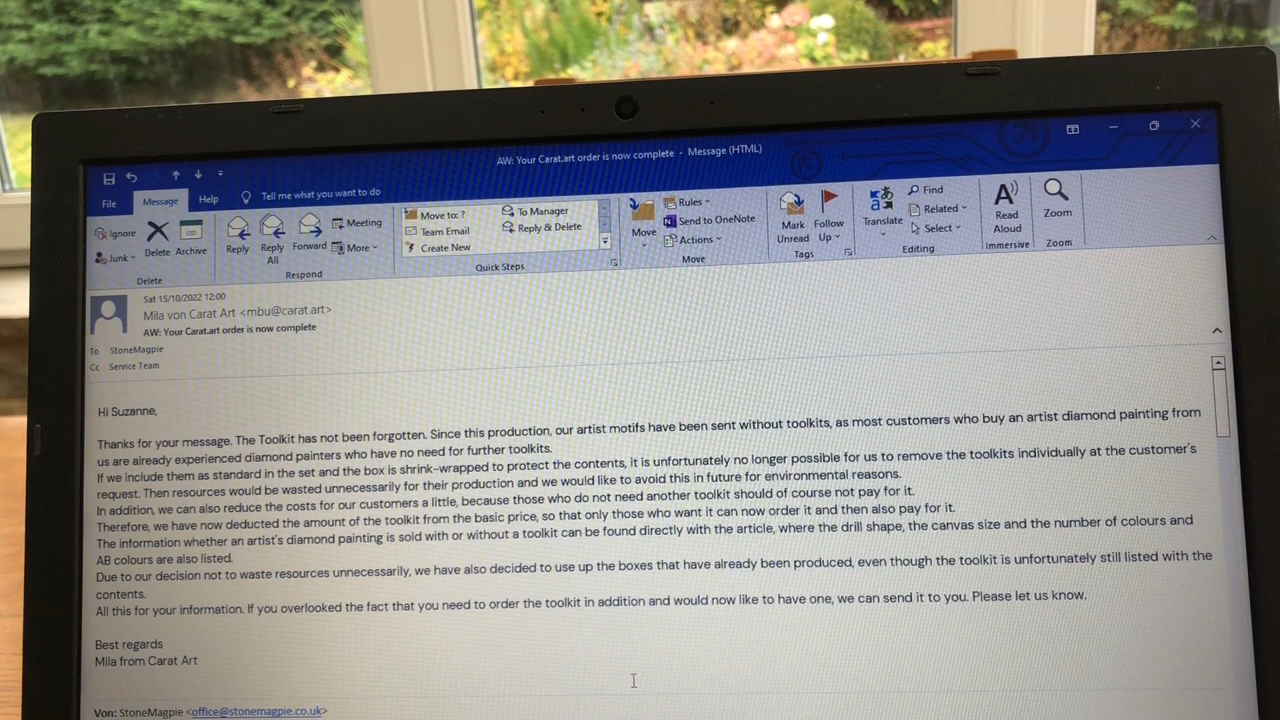 AW: Your Carat.art order is now complete - Message (HTML)
File Message Help Tell me what you want to do
Ignore
Junk
Delete
Archive
Delete
Reply
Reply All
Forward
Meeting
More
Respond
Move to: ?
Team Email
Create New
To Manager
Reply & Delete
Quick Steps
Move
Rules
Send to OneNote
Actions
Move
Mark Unread
Follow Up
Tags
Translate
Find
Related
Select
Editing
Read Aloud
Immersive
Zoom
Zoom
Sat 15/10/2022 12:00
Mila von Carat Art <mbu@carat.art>
AW: Your Carat.art order is now complete
To StoneMagpie
Cc Service Team
Hi Suzanne,
Thanks for your message. The Toolkit has not been forgotten. Since this production, our artist motifs have been sent without toolkits, as most customers who buy an artist diamond painting from
us are already experienced diamond painters who have no need for further toolkits.
If we include them as standard in the set and the box is shrink-wrapped to protect the contents, it is unfortunately no longer possible for us to remove the toolkits individually at the customer's
request. Then resources would be wasted unnecessarily for their production and we would like to avoid this in future for environmental reasons.
In addition, we can also reduce the costs for our customers a little, because those who do not need another toolkit should of course not pay for it.
Therefore, we have now deducted the amount of the toolkit from the basic price, so that only those who want it can now order it and then also pay for it.
The information whether an artist's diamond painting is sold with or without a toolkit can be found directly with the article, where the drill shape, the canvas size and the number of colours and
AB colours are also listed.
Due to our decision not to waste resources unnecessarily, we have also decided to use up the boxes that have already been produced, even though the toolkit is unfortunately still listed with the
contents.
All this for your information. If you overlooked the fact that you need to order the toolkit in addition and would now like to have one, we can send it to you. Please let us know.
Best regards
Mila from Carat Art
Von: StoneMagpie <office@stonemagpie.co.uk>